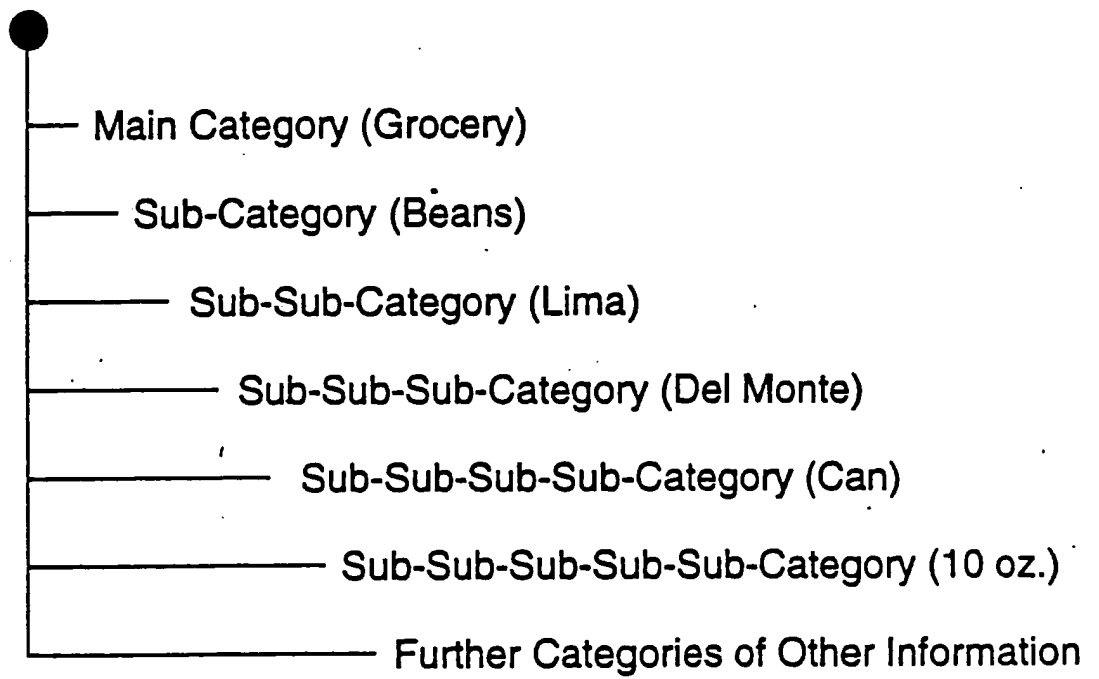 Main Category (Grocery)
Sub-Category (Beans)
Sub-Sub-Category (Lima)
Sub-Sub-Sub-Category (Del Monte)
Sub-Sub-Sub-Sub-Category (Can)
Sub-Sub-Sub-Sub-Sub-Category (10 oz.)
Further Categories of Other Information